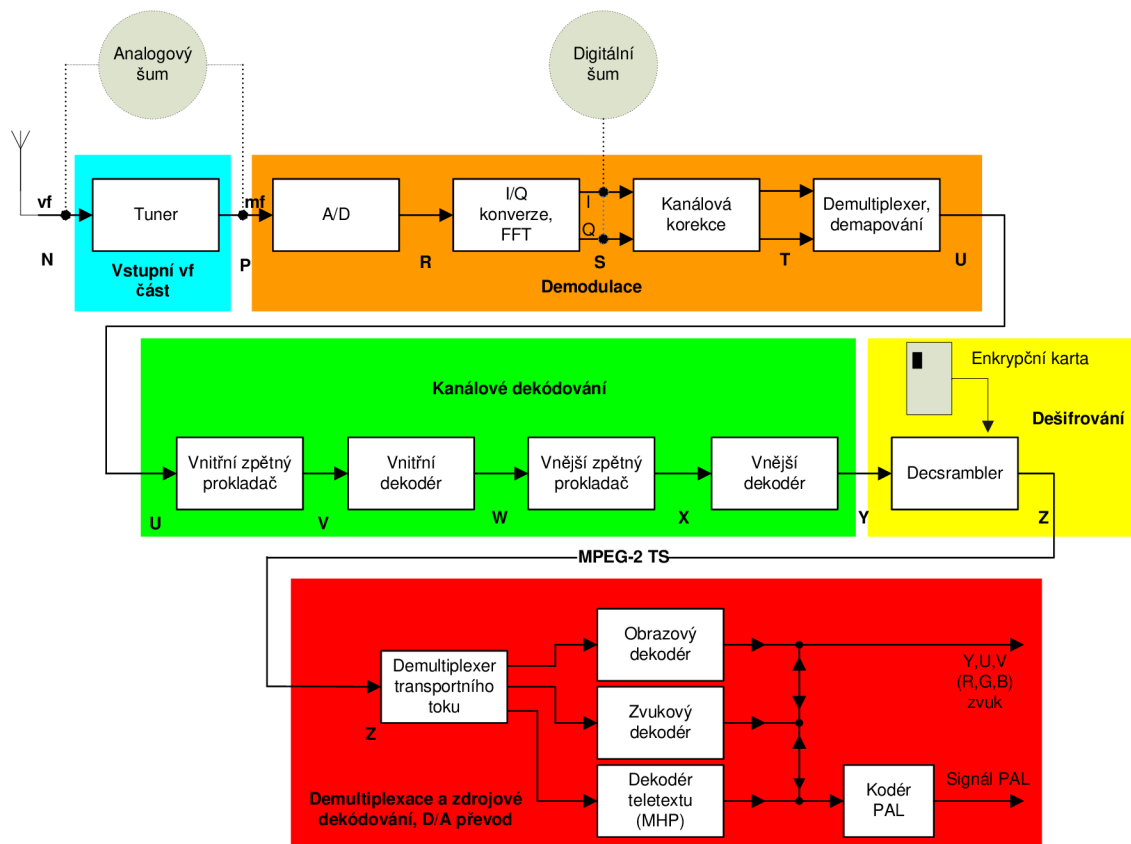 Analogový
šum
Digitální
šum
vf
Tuner
mf
A/D
I/Q
konverze,
FFT
I
Q
Kanálová
korekce
Demultiplexer,
demapování
N
Vstupní vf
část
P
R
S
T
U
Demodulace
Kanálové dekódování
Enkrypční karta
Dešifrování
Vnitřní zpětný
prokladač
Vnitřní
dekodér
Vnější zpětný
prokladač
Vnější
dekodér
Decsrambler
U
V
W
X
Y
Z
MPEG-2 TS
Demultiplexer
transportního
toku
Z
Obrazový
dekodér
Zvukový
dekodér
Dekodér
teletextu
(MHP)
Y,U,V
(R,G,B)
zvuk
Kodér
PAL
Signál PAL
Demultiplexace a zdrojové
dekódování, D/A převod